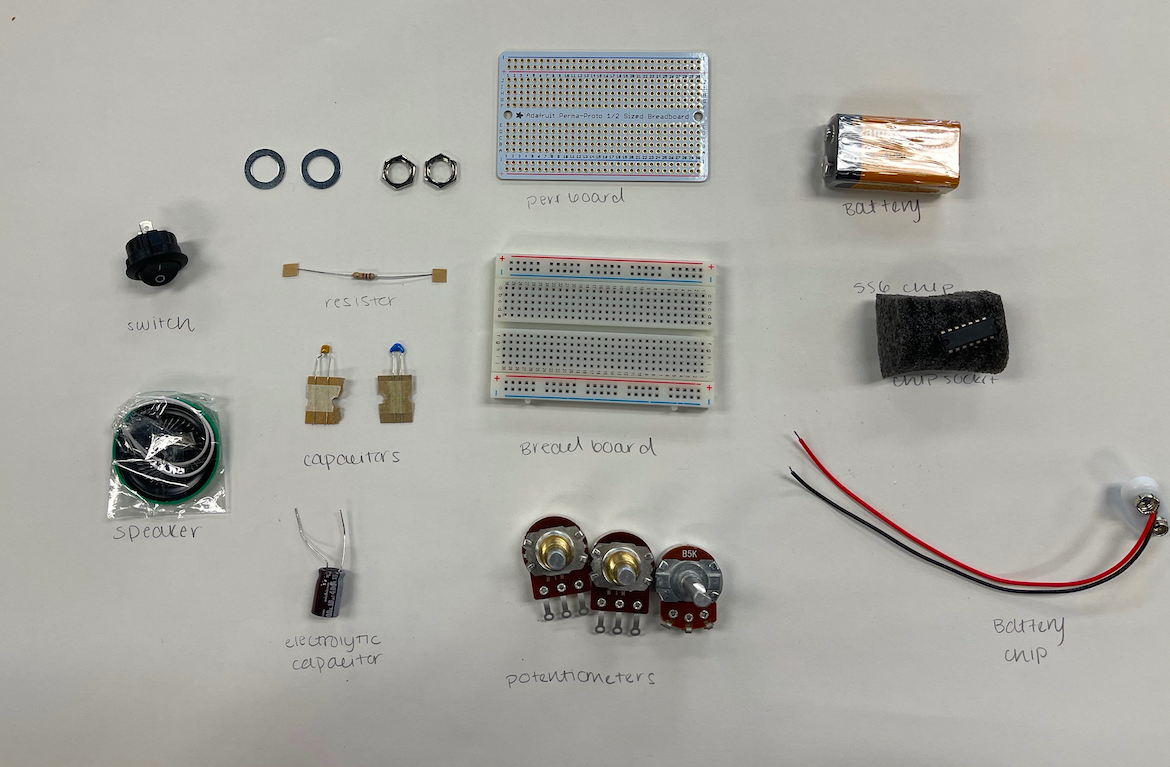 Adafruit Perma-Proto 1/2 Sized Breadboard
perf board
Battery
switch
resister
556 chip
chip socket
capacitors
Bread board
speaker
B5K
electrolytic
capacitor
potentiometers
Battery
chip